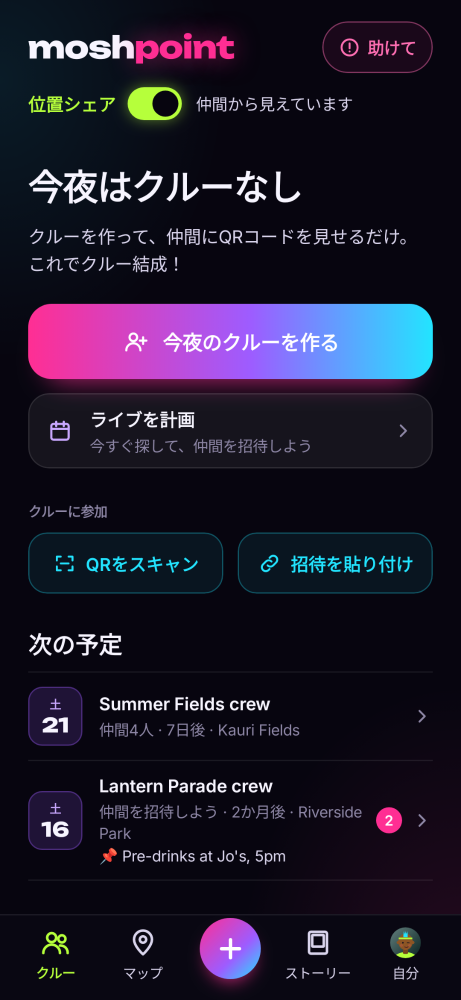 moshpoint
助けて
位置シェア
仲間から見えています
今夜はクルーなし
クルーを作って、仲間にQRコードを見せるだけ。
これでクルー結成！
今夜のクルーを作る
ライブを計画
今すぐ探して、仲間を招待しよう
クルーに参加
QRをスキャン
招待を貼り付け
次の予定
土
21
Summer Fields crew
仲間4人 · 7日後 · Kauri Fields
土
16
Lantern Parade crew
仲間を招待しよう · 2か月後 · Riverside
Park
📌 Pre-drinks at Jo's, 5pm
2
クルー
マップ
ストーリー
自分